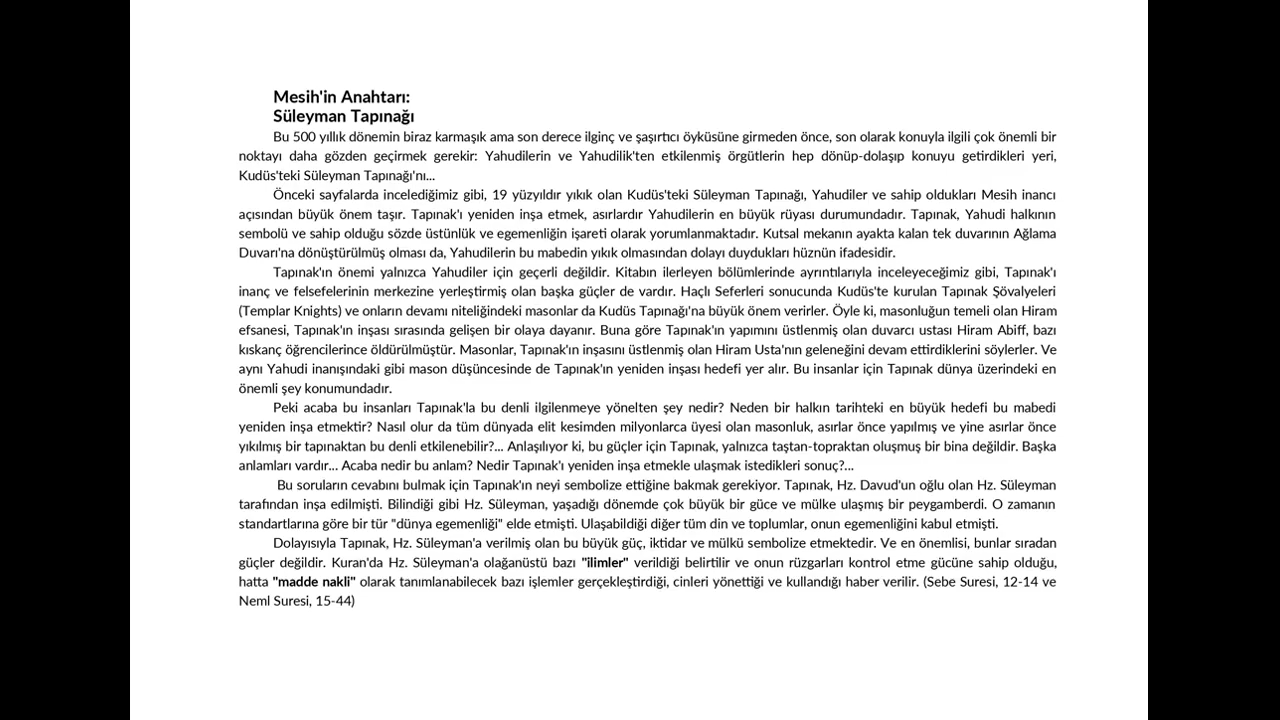 Mesih'in Anahtarı:
Süleyman Tapınağı
Bu 500 yıllık dönemin biraz karmaşık ama son derece ilginç ve şaşırtıcı öyküsüne girmeden önce, son olarak konuyla ilgili çok önemli bir
noktayı daha gözden geçirmek gerekir: Yahudilerin ve Yahudilik'ten etkilenmiş örgütlerin hep dönüp-dolaşıp konuyu getirdikleri yeri,
Kudüs'teki Süleyman Tapınağı'nı...
Önceki sayfalarda incelediğimiz gibi, 19 yüzyıldır yıkık olan Kudüs'teki Süleyman Tapınağı, Yahudiler ve sahip oldukları Mesih inancı
açısından büyük önem taşır. Tapınak'ı yeniden inşa etmek, asırlardır Yahudilerin en büyük rüyası durumundadır. Tapınak, Yahudi halkının
sembolü ve sahip olduğu sözde üstünlük ve egemenliğin işareti olarak yorumlanmaktadır. Kutsal mekanın ayakta kalan tek duvarının Ağlama
Duvarı'na dönüştürülmüş olması da, Yahudilerin bu mabedin yıkık olmasından dolayı duydukları hüznün ifadesidir.
Tapınak'ın önemi yalnızca Yahudiler için geçerli değildir. Kitabın ilerleyen bölümlerinde ayrıntılarıyla inceleyeceğimiz gibi, Tapınak'ı
inanç ve felsefelerinin merkezine yerleştirmiş olan başka güçler de vardır. Haçlı Seferleri sonucunda Kudüs'te kurulan Tapınak Şövalyeleri
(Templar Knights) ve onların devamı niteliğindeki masonlar da Kudüs Tapınağı'na büyük önem verirler. Öyle ki, masonluğun temeli olan Hiram
efsanesi, Tapınak'ın inşası sırasında gelişen bir olaya dayanır. Buna göre Tapınak'ın yapımını üstlenmiş olan duvarcı ustası Hiram Abiff, bazı
kıskanç öğrencilerince öldürülmüştür. Masonlar, Tapınak'ın inşasını üstlenmiş olan Hiram Usta'nın geleneğini devam ettirdiklerini söylerler. Ve
aynı Yahudi inanışındaki gibi mason düşüncesinde de Tapınak'ın yeniden inşası hedefi yer alır. Bu insanlar için Tapınak dünya üzerindeki en
önemli şey konumundadır.
Peki acaba bu insanları Tapınak'la bu denli ilgilenmeye yönelten şey nedir? Neden bir halkın tarihteki en büyük hedefi bu mabedi
yeniden inşa etmektir? Nasıl olur da tüm dünyada elit kesimden milyonlarca üyesi olan masonluk, asırlar önce yapılmış ve yine asırlar önce
yıkılmış bir tapınaktan bu denli etkilenebilir?... Anlaşılıyor ki, bu güçler için Tapınak, yalnızca taştan-topraktan oluşmuş bir bina değildir. Başka
anlamları vardır... Acaba nedir bu anlam? Nedir Tapınak'ı yeniden inşa etmekle ulaşmak istedikleri sonuç?...
Bu soruların cevabını bulmak için Tapınak'ın neyi sembolize ettiğine bakmak gerekiyor. Tapınak, Hz. Davud'un oğlu olan Hz. Süleyman
tarafından inşa edilmişti. Bilindiği gibi Hz. Süleyman, yaşadığı dönemde çok büyük bir güce ve mülke ulaşmış bir peygamberdi. O zamanın
standartlarına göre bir tür "dünya egemenliği" elde etmişti. Ulaşabildiği diğer tüm din ve toplumlar, onun egemenliğini kabul etmişti.
Dolayısıyla Tapınak, Hz. Süleyman'a verilmiş olan bu büyük güç, iktidar ve mülkü sembolize etmektedir. Ve en önemlisi, bunlar sıradan
güçler değildir. Kuran'da Hz. Süleyman'a olağanüstü bazı "ilimler" verildiği belirtilir ve onun rüzgarları kontrol etme gücüne sahip olduğu,
hatta "madde nakli" olarak tanımlanabilecek bazı işlemler gerçekleştirdiği, cinleri yönettiği ve kullandığı haber verilir. (Sebe Suresi, 12-14 ve
Neml Suresi, 15-44)